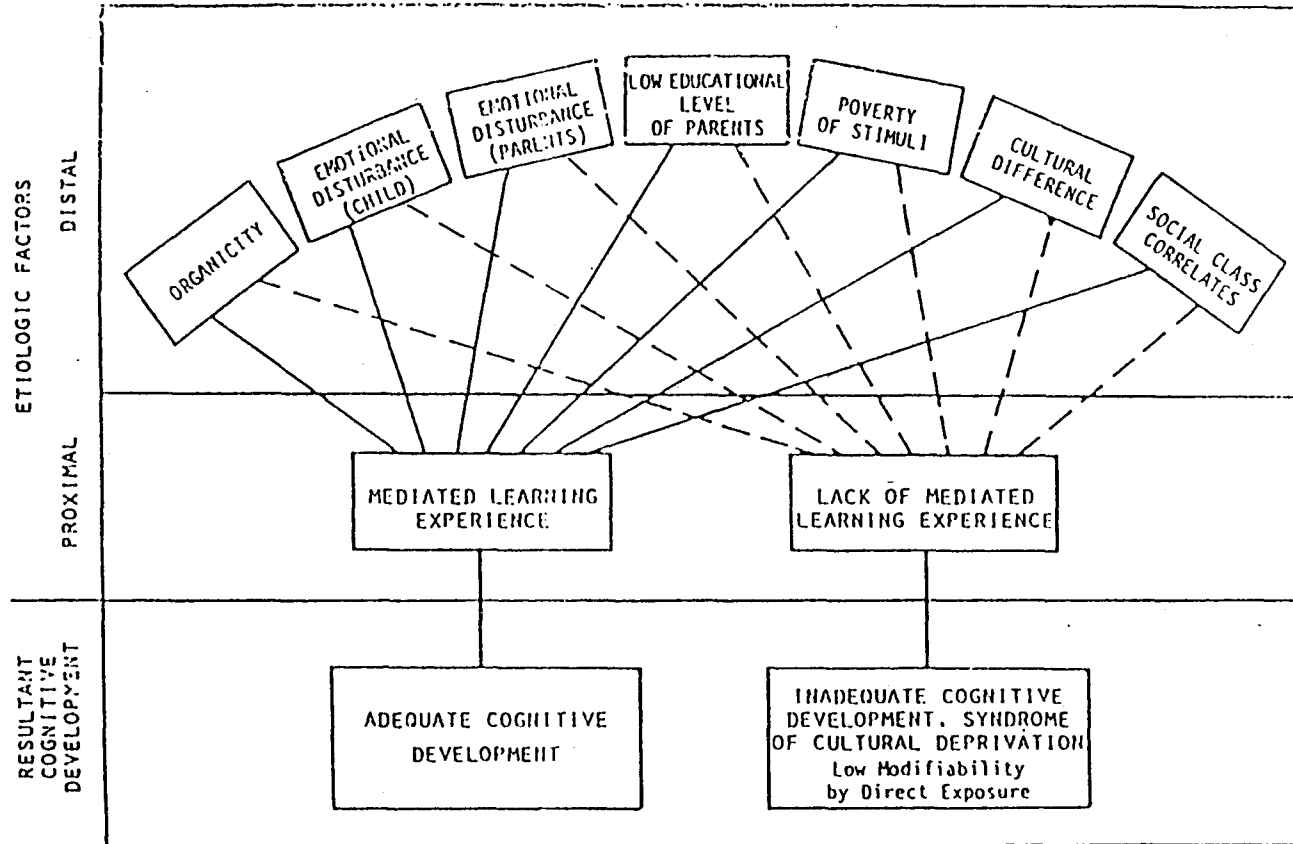 ETIOLOGIC FACTORS
DISTAL
ORGANICITY
EMOTIONAL
DISTURBANCE
(CHILD)
EMOTIONAL
DISTURBANCE
(PARENTS)
LOW EDUCATIONAL
LEVEL
OF PARENTS
POVERTY
OF STIMULI
CULTURAL
DIFFERENCE
SOCIAL CLASS
CORRELATES
PROXIMAL
MEDIATED LEARNING
EXPERIENCE
LACK OF MEDIATED
LEARNING EXPERIENCE
RESULTANT
COGNITIVE
DEVELOPMENT
ADEQUATE COGNITIVE
DEVELOPMENT
INADEQUATE COGNITIVE
DEVELOPMENT. SYNDROME
OF CULTURAL DEPRIVATION
Low Modifiability
by Direct Exposure